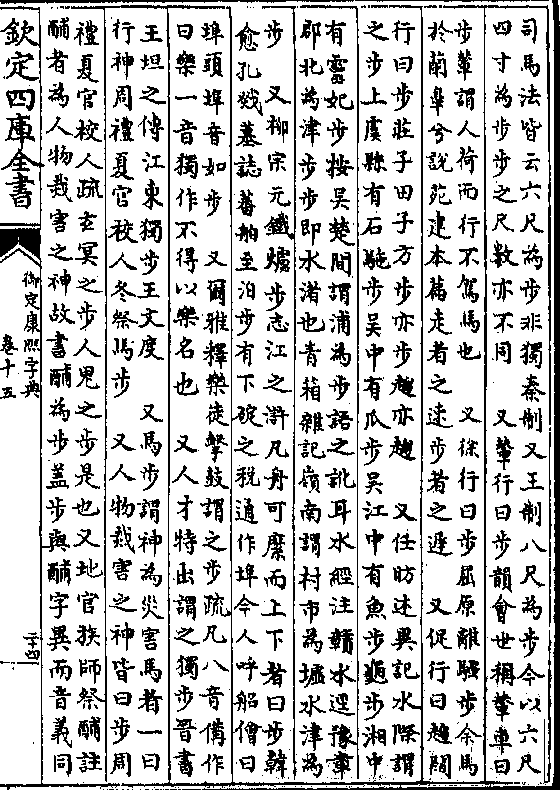 司馬法皆云六尺為步非獨秦制又王制八尺為步今以六尺
四寸為步步之尺數亦不同　又輦行曰步韻會世稱輦車曰
步輦謂人荷而行不駕馬也　又徐行曰步屈原離騷步余馬
於蘭臯兮說苑建本篇走者之速步者之遲　又促行曰趨闊
行曰步莊子田子方步亦步趨亦趨　又任昉述異記水際謂
之步上虞縣有石駞步吳中有瓜步吳江中有魚步龜步湘中
有靈妃步按吳楚間謂浦為步語之訛耳水經注贛水逕豫章
郡北為津步步即水渚也青箱雜記嶺南謂村市為墟水津為
步　又柳宗元鐵爐步志江之滸凡舟可縻而上下者曰步韓
愈孔戣墓誌蕃舶至泊步有下碇之稅通作埠今人呼船儈曰
埠頭埠音如步　又爾雅釋樂徒擊鼓謂之步疏凡八音備作
曰樂一音獨作不得以樂名也　又人才特出謂之獨步晉書
王坦之傳江東獨步王文度　又馬步謂神為災害馬者一曰
行神周禮夏官校人冬祭馬步　又人物烖害之神皆曰步周
禮夏官校人疏玄冥之步人鬼之步是也又地官族師祭酺註
酺者為人物烖害之神故書酺為步葢步與酺字異而音義同
欽定四庫全書
御定康熙字典
卷十五
二十四